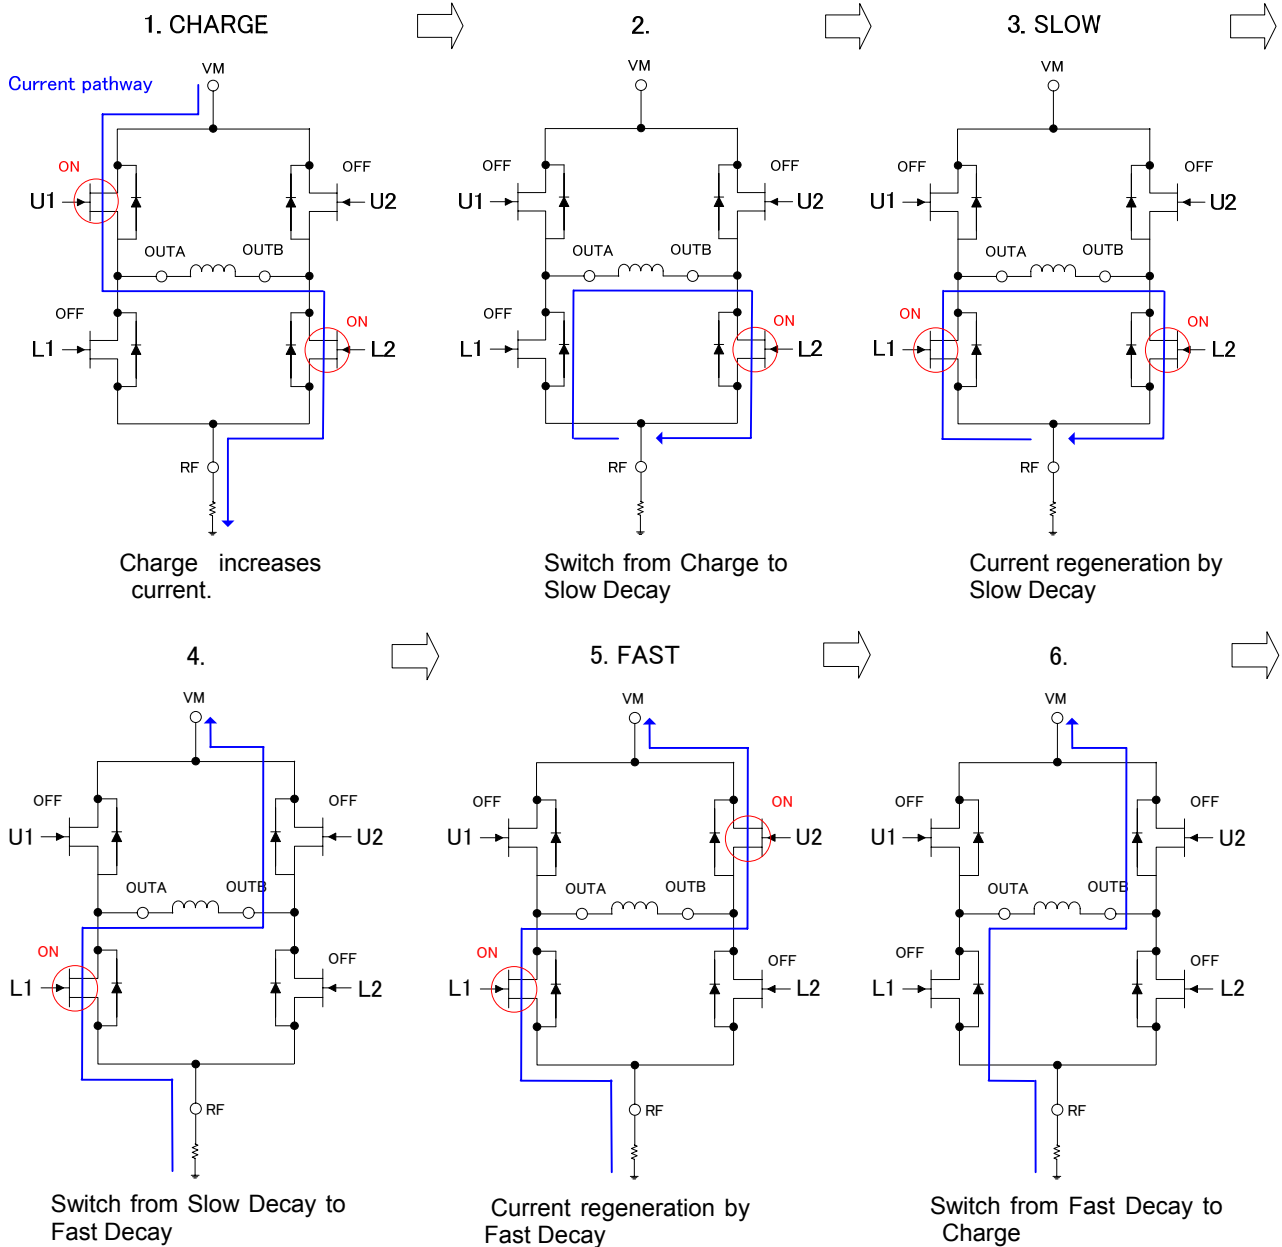 1. CHARGE
2.
3. SLOW
Current pathway
VM
ON
OFF
U1
U2
OUTA
OUTB
OFF
ON
L1
L2
RF
Charge increases
current.
VM
OFF
OFF
U1
U2
OUTA
OUTB
OFF
ON
L1
L2
RF
Switch from Charge to
Slow Decay
VM
OFF
OFF
U1
U2
OUTA
OUTB
ON
ON
L1
L2
RF
Current regeneration by
Slow Decay
4.
5. FAST
6.
VM
OFF
OFF
U1
U2
OUTA
OUTB
ON
OFF
L1
L2
RF
Switch from Slow Decay to
Fast Decay
VM
OFF
ON
U1
U2
OUTA
OUTB
ON
OFF
L1
L2
RF
Current regeneration by
Fast Decay
VM
OFF
OFF
U1
U2
OUTA
OUTB
OFF
OFF
L1
L2
RF
Switch from Fast Decay to
Charge